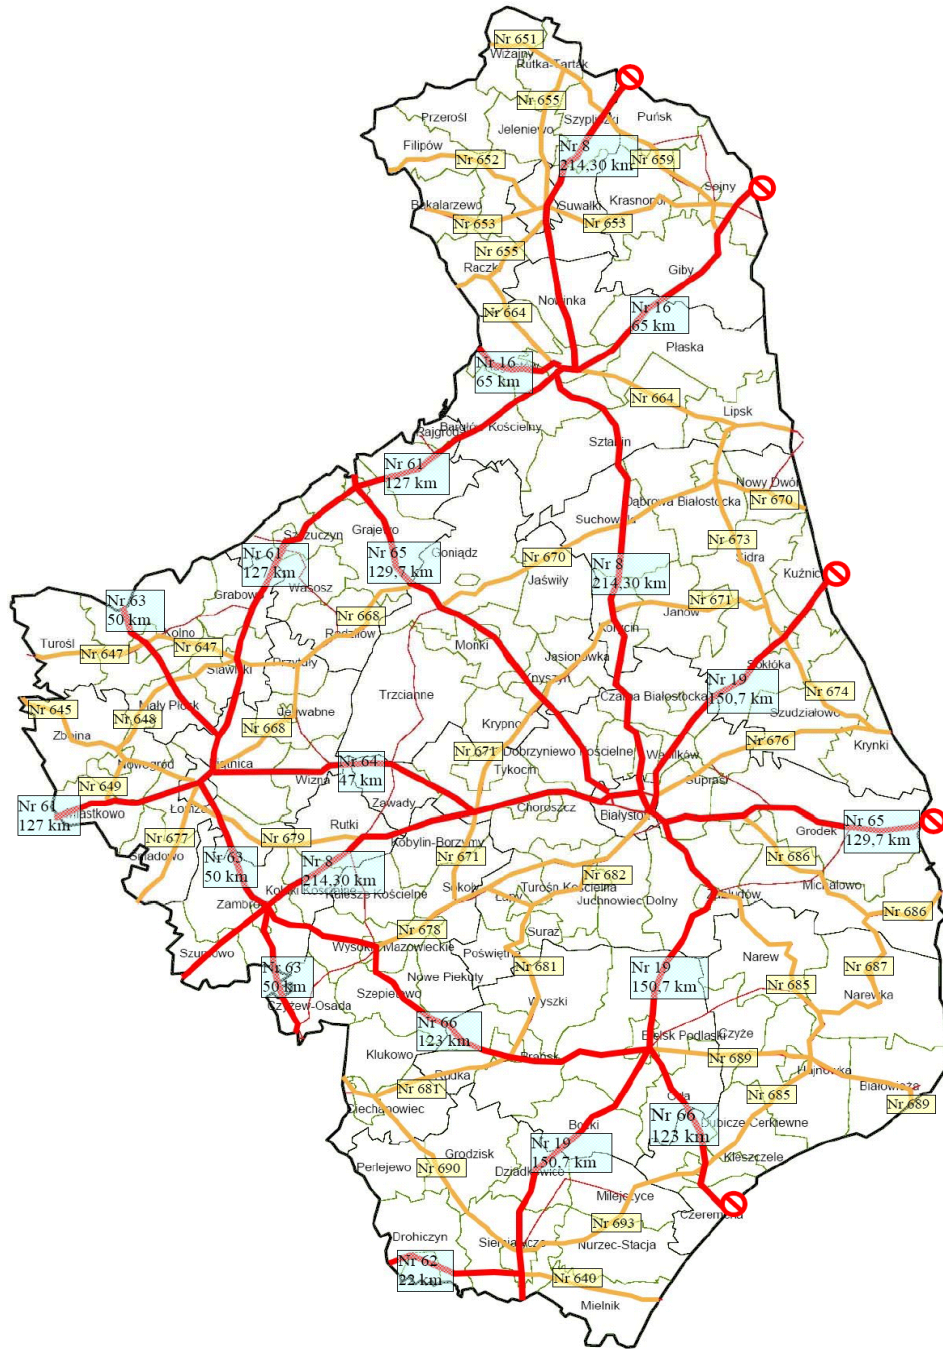 Nr 651
Wiżajny
Rutka-Tartak
Nr 655
Przerośl
Szypliszki
Puńsk
Jeleniewo
Filipów
Nr 652
Nr 8
214,30 km
Nr 659
Sejny
Bakalarzewo
Suwałki
Krasnopol
Nr 653
Nr 653
Nr 655
Raczki
Giby
Nowinka
Nr 16
65 km
Nr 664
Płaska
Nr 16
65 km
Nr 664
Lipsk
Rajgród
Bargłów Kościelny
Sztabin
Nr 61
127 km
Nowy Dwór
Dąbrowa Białostocka
Nr 670
Suchowola
Szczuczyn
Grajewo
Nr 673
Nr 61
127 km
Nr 65
129,7 km
Goniądz
Nr 670
Sidra
Nr 8
214,30 km
Kuźnica
Jaświły
Wąsosz
Grabowo
Nr 63
50 km
Nr 671
Janów
Nr 668
Radziłów
Korycin
Kolno
Turośl
Nr 647
Nr 647
Mońki
Jasionówka
Stawiski
Przytuły
Sokółka
Knyszyn
Trzcianne
Czarna Białostocka
Nr 19
150,7 km
Nr 674
Mały Płock
Nr 645
Jedwabne
Nr 648
Szudziałowo
Krypno
Nr 668
Zbójna
Nr 676
Krynki
Nr 671
Dobrzyniewo Kościelne
Wasilków
Nowogród
Piątnica
Nr 64
47 km
Tykocin
Wizna
Supraśl
Nr 649
Zawady
Choroszcz
Nr 61
127 km
Miastkowo
Łomża
Białystok
Rutki
Gródek
Nr 65
129,7 km
Nr 677
Nr 679
Kobylin-Borzymy
Śniadowo
Nr 63
50 km
Nr 8
214,30 km
Nr 671
Nr 686
Nr 682
Michałowo
Kołaki Kościelne
Kulesze Kościelne
Sokoły
Łapy
Turośń Kościelna
Juchnowiec Dolny
Zabłudów
Zambrów
Nr 686
Nr 678
Suraż
Wysokie Mazowieckie
Poświętne
Szumowo
Narew
Nr 63
50 km
Nowe Piekuty
Nr 681
Nr 19
150,7 km
Nr 687
Nr 685
Szepietowo
Narewka
Czyżew-Osada
Wyszki
Nr 66
123 km
Bielsk Podlaski
Czyże
Klukowo
Brańsk
Nr 689
Hajnówka
Rudka
Nr 681
Białowieża
Orla
Nr 685
Nr 689
Ciechanowiec
Nr 66
123 km
Boćki
Dubicze Cerkiewne
Nr 19
150,7 km
Grodzisk
Kleszczele
Perlejewo
Nr 690
Dziadkowice
Milejczyce
Czeremcha
Nr 693
Drohiczyn
Siemiatycze
Nurzec-Stacja
Nr 62
22 km
Nr 640
Mielnik